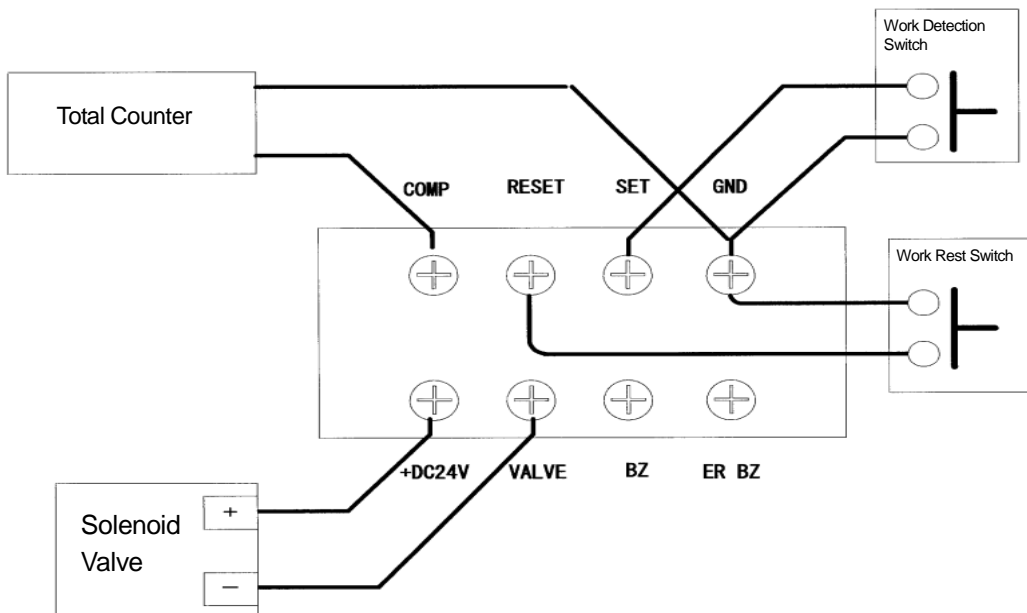 Work Detection
Switch
Total Counter
COMP
RESET
SET
GND
Work Rest Switch
+DC24V
VALVE
BZ
ER BZ
Solenoid
Valve
+
−